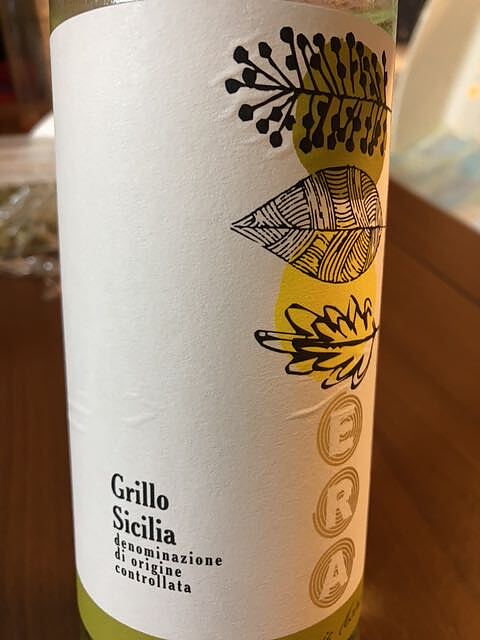 E
R
A
Grillo
Sicilia
denominazione
di origine
controllata